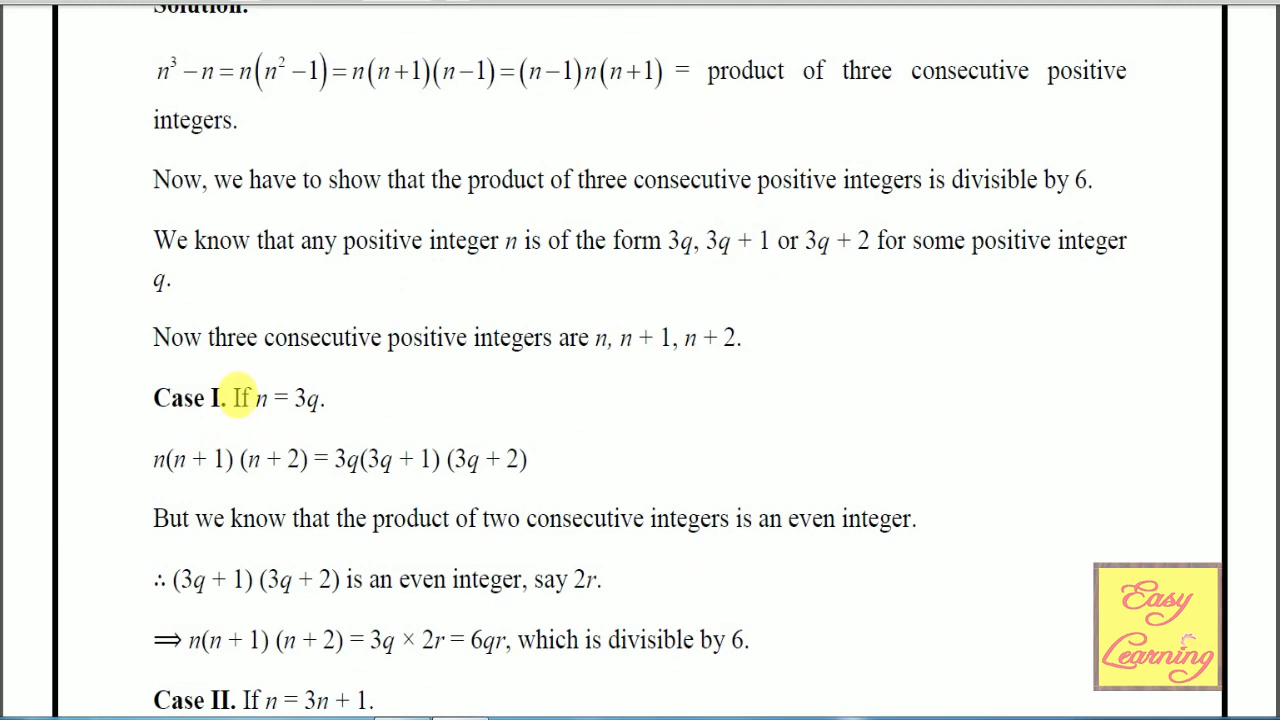 Solution.
n³ – n = n(n² – 1) = n(n + 1)(n – 1) = (n – 1)n(n + 1) = product of three consecutive positive
integers.
Now, we have to show that the product of three consecutive positive integers is divisible by 6.
We know that any positive integer n is of the form 3q, 3q + 1 or 3q + 2 for some positive integer
q.
Now three consecutive positive integers are n, n + 1, n + 2.
Case I. If n = 3q.
n(n + 1) (n + 2) = 3q(3q + 1) (3q + 2)
But we know that the product of two consecutive integers is an even integer.
∴ (3q + 1) (3q + 2) is an even integer, say 2r.
⟹ n(n + 1) (n + 2) = 3q × 2r = 6qr, which is divisible by 6.
Case II. If n = 3n + 1.
Easy
Learning